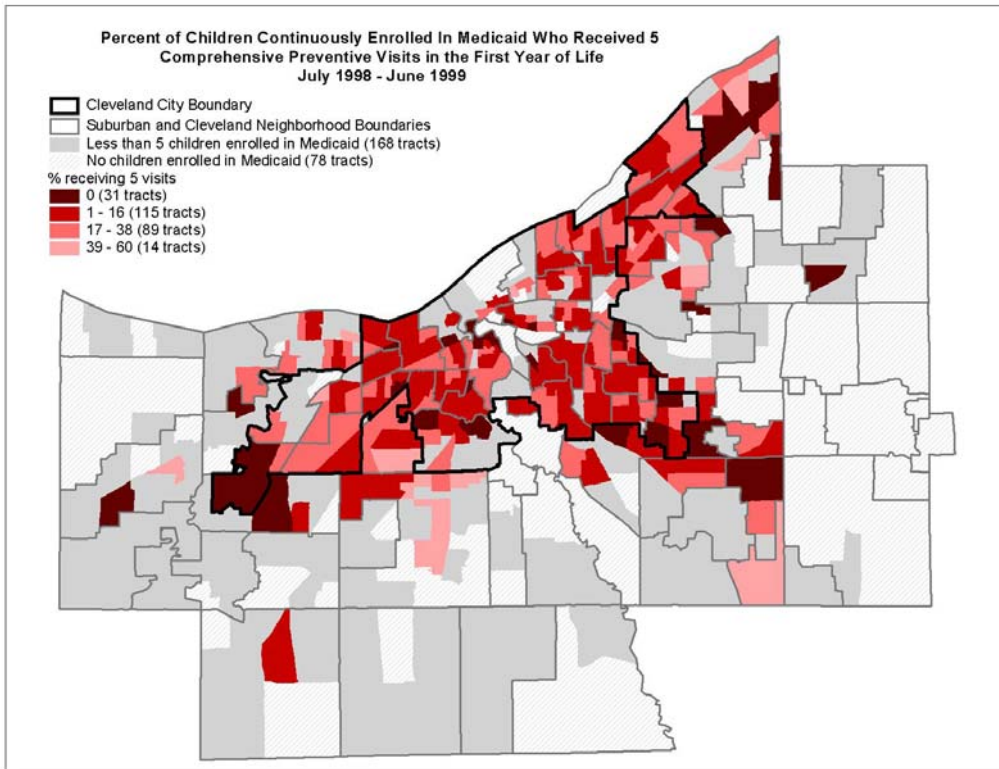 Percent of Children Continuously Enrolled In Medicaid Who Received 5
Comprehensive Preventive Visits in the First Year of Life
July 1998 - June 1999
Cleveland City Boundary
Suburban and Cleveland Neighborhood Boundaries
Less than 5 children enrolled in Medicaid (168 tracts)
No children enrolled in Medicaid (78 tracts)
% receiving 5 visits
0 (31 tracts)
1 - 16 (115 tracts)
17 - 38 (89 tracts)
39 - 60 (14 tracts)